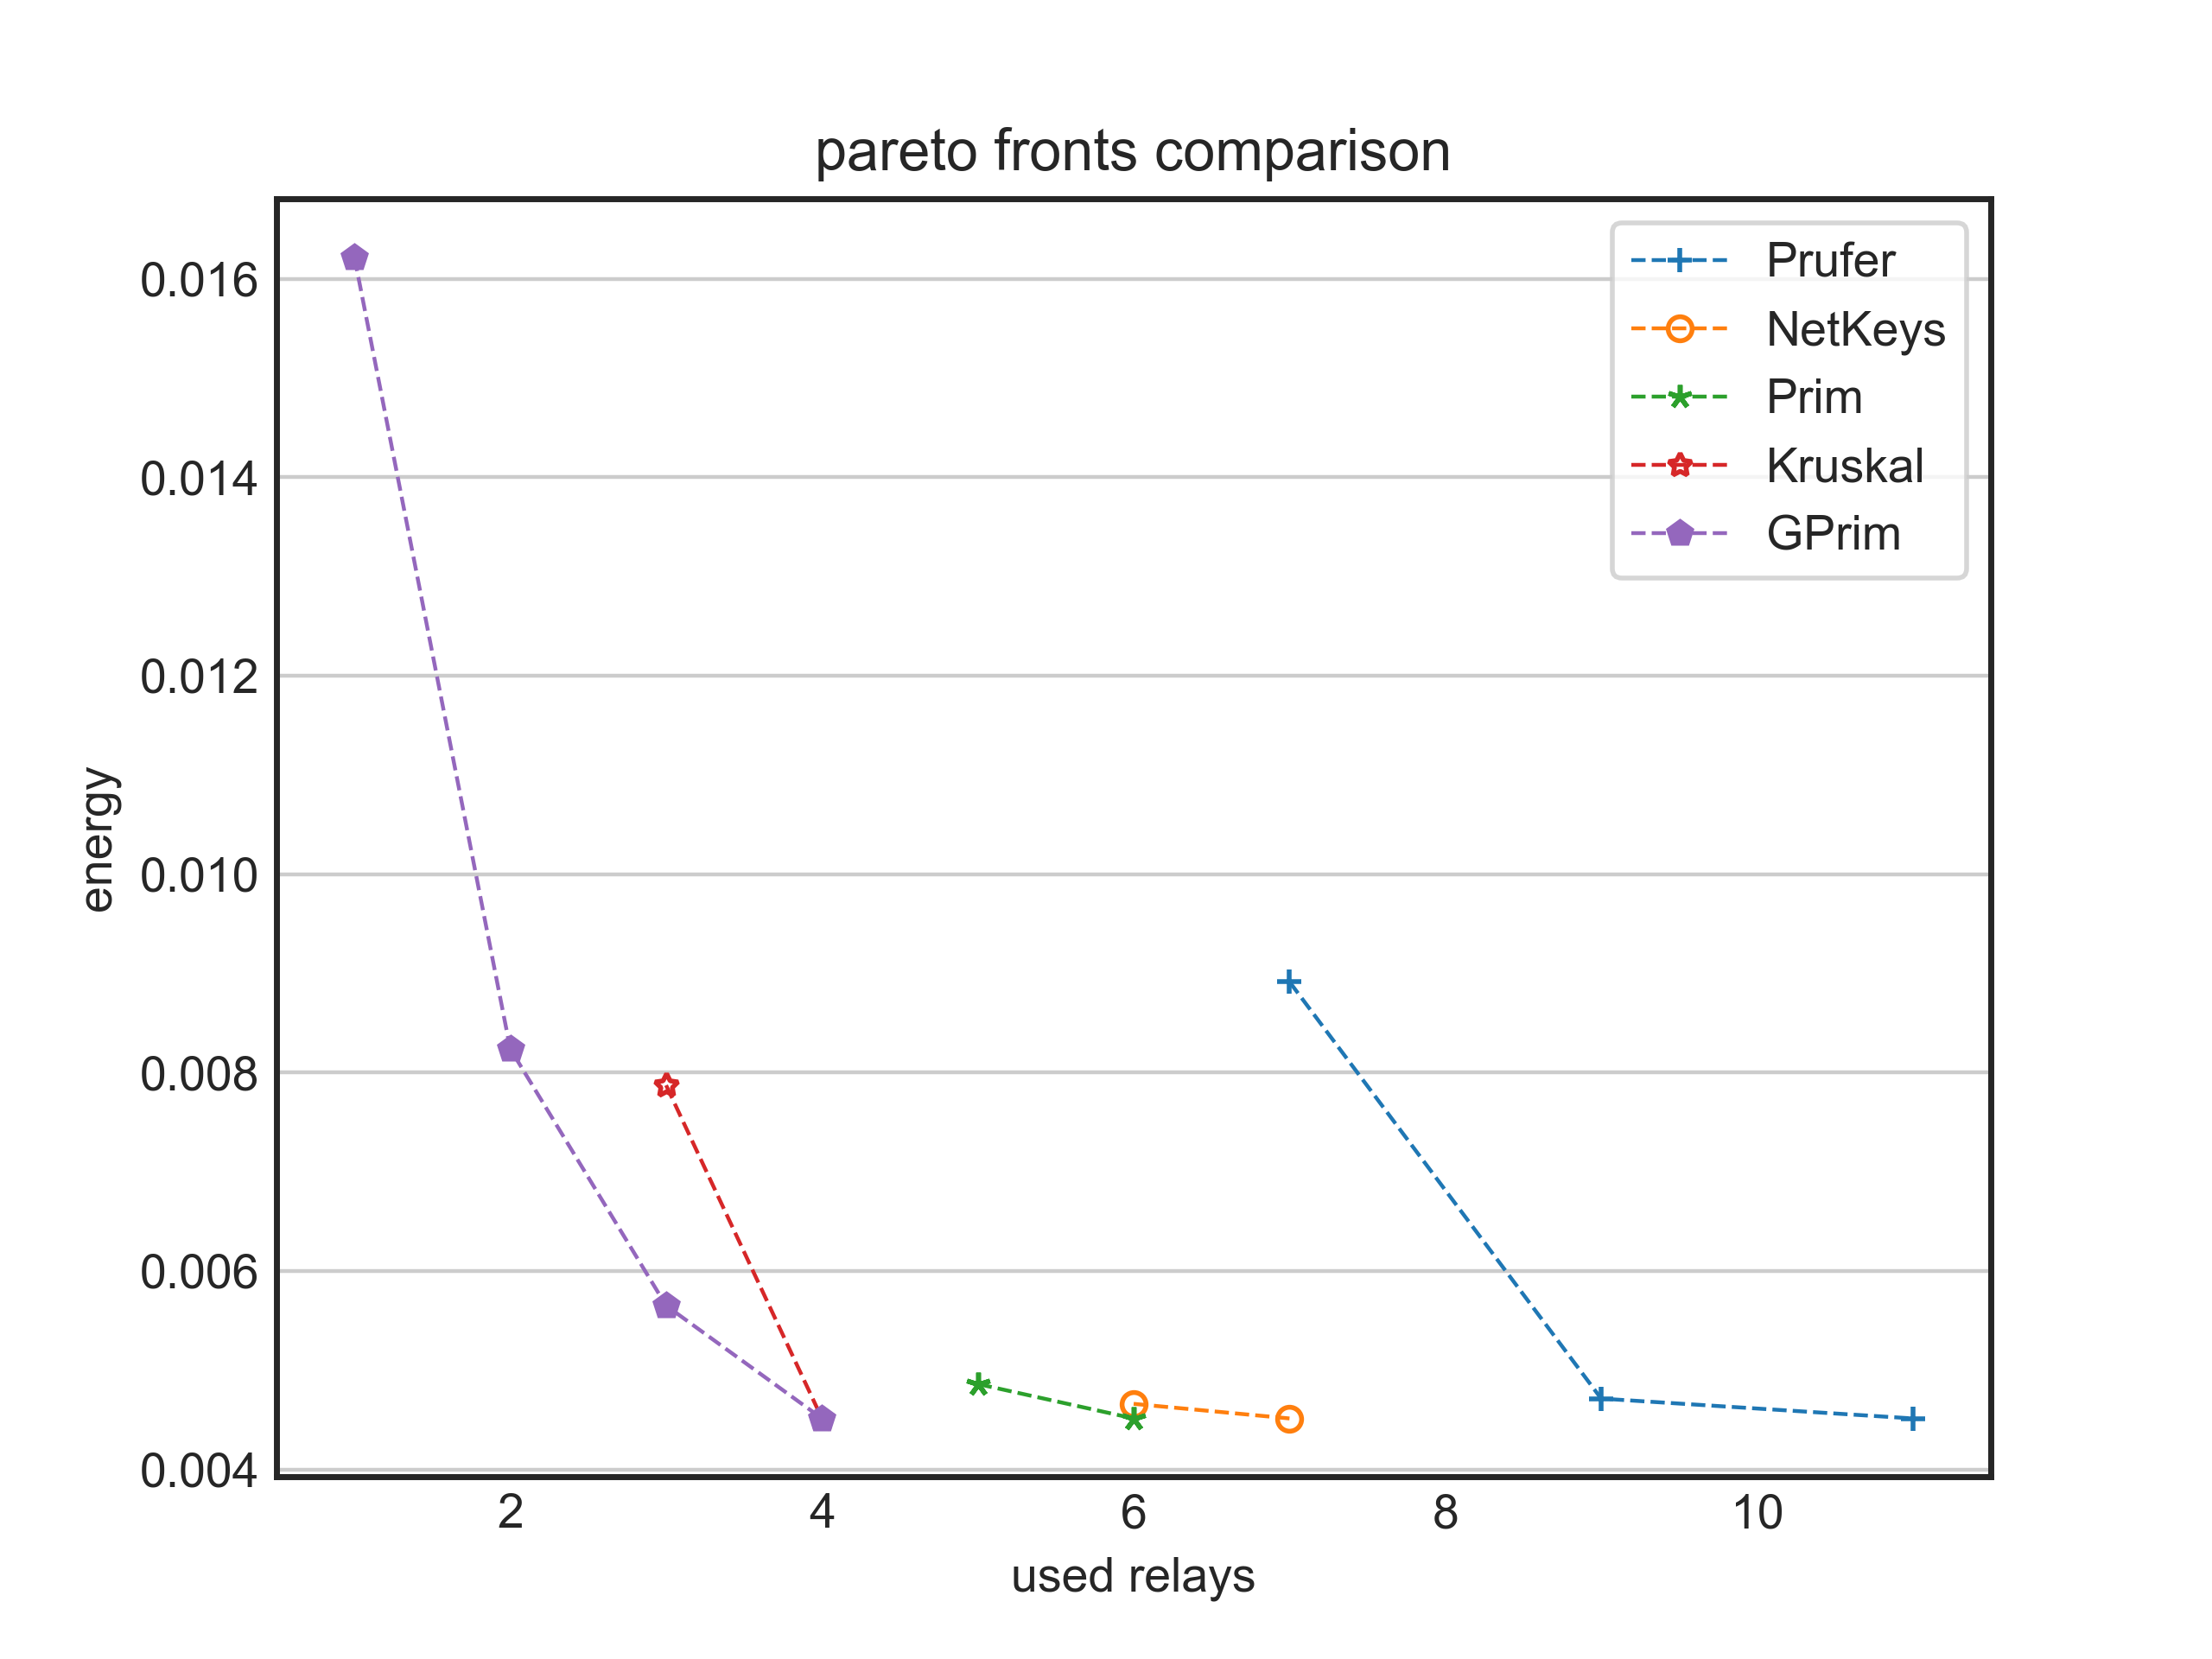 pareto fronts comparison
Prufer
NetKeys
Prim
Kruskal
GPrim
0.016
0.014
0.012
0.010
0.008
0.006
0.004
energy
2 4 6 8 10
used relays